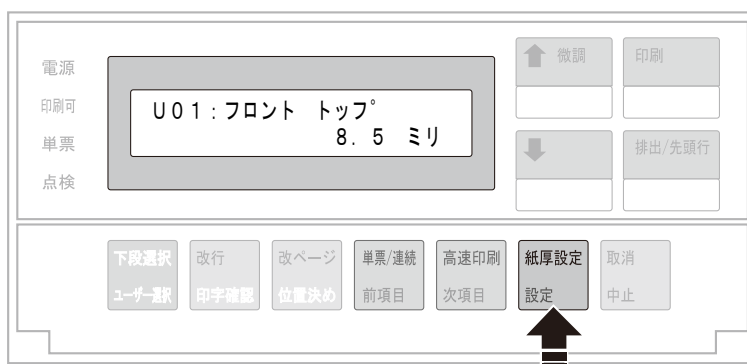 電源
印刷可
単票
点検
U01:フロント トップ
8.5 ミリ
微調
印刷
排出/先頭行
下段選択
ユーザー選択
改行
印字確認
改ページ
位置決め
単票/連続
前項目
高速印刷
次項目
紙厚設定
設定
取消
中止